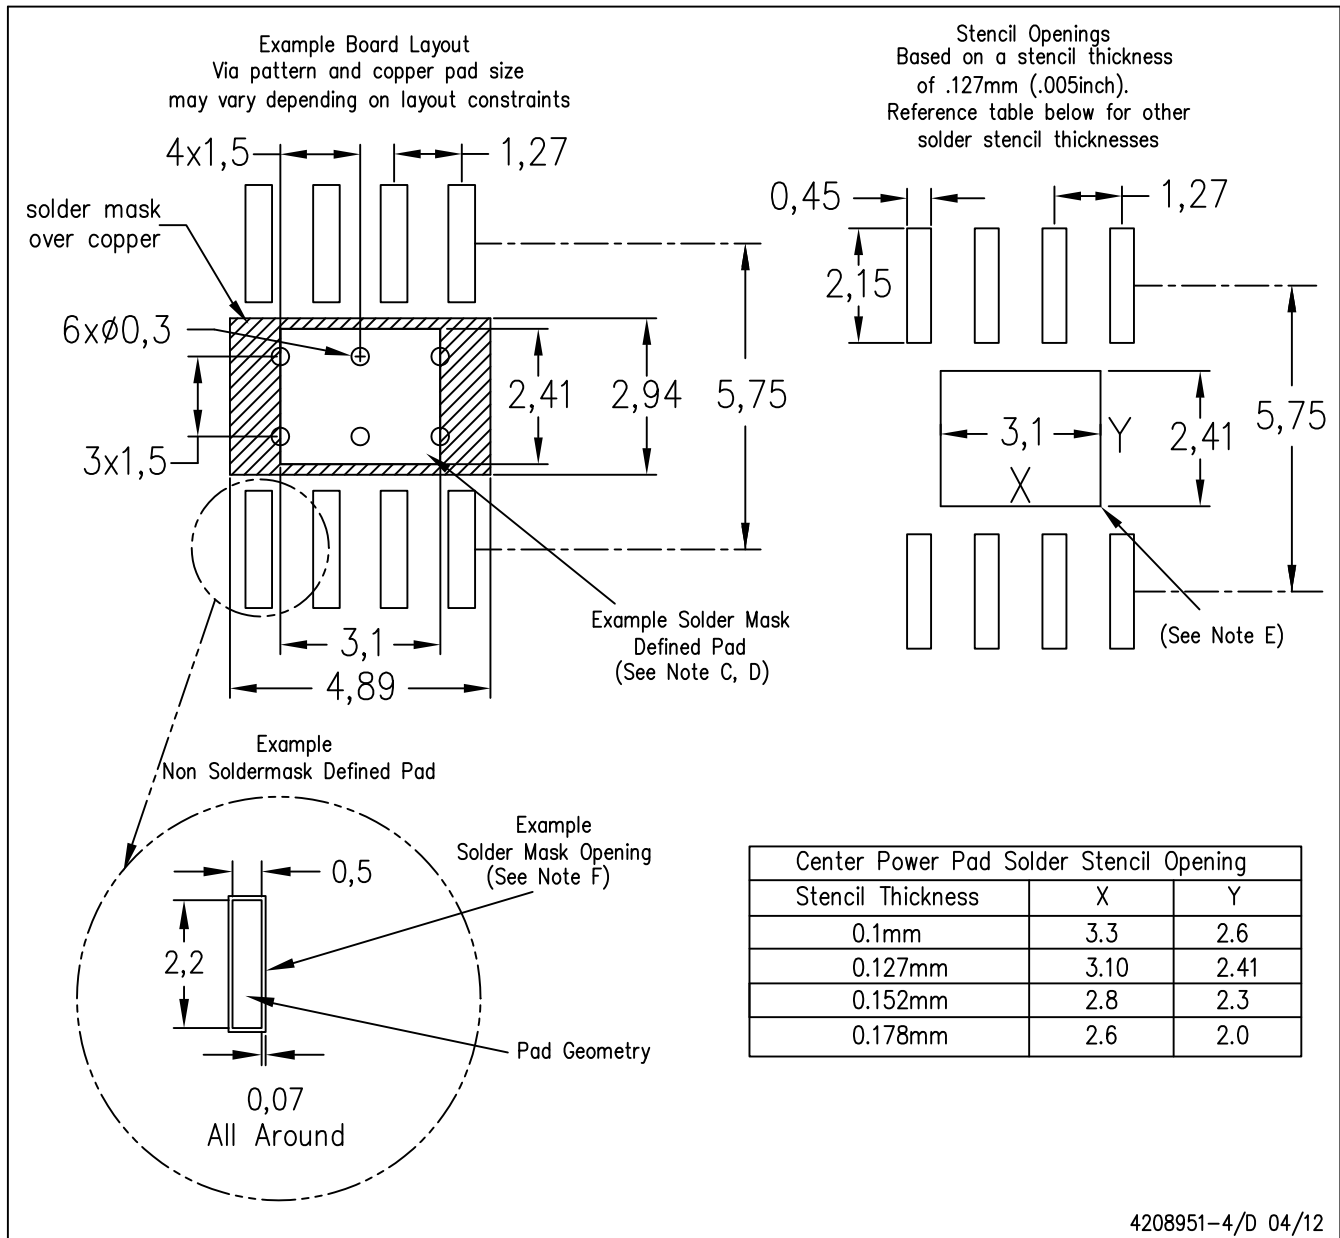 Example Board Layout
Via pattern and copper pad size
may vary depending on layout constraints
4x1,5
1,27
solder mask
over copper
6xø0,3
3x1,5
2,41
2,94
5,75
3,1
4,89
Example Solder Mask
Defined Pad
(See Note C, D)
Stencil Openings
Based on a stencil thickness
of .127mm (.005inch).
Reference table below for other
solder stencil thicknesses
0,45
1,27
2,15
3,1
X
Y
2,41
5,75
(See Note E)
Example
Non Soldermask Defined Pad
Example
Solder Mask Opening
(See Note F)
0,5
2,2
Pad Geometry
0,07
All Around
Center Power Pad Solder Stencil Opening
Stencil Thickness X Y
0.1mm 3.3 2.6
0.127mm 3.10 2.41
0.152mm 2.8 2.3
0.178mm 2.6 2.0
4208951-4/D 04/12